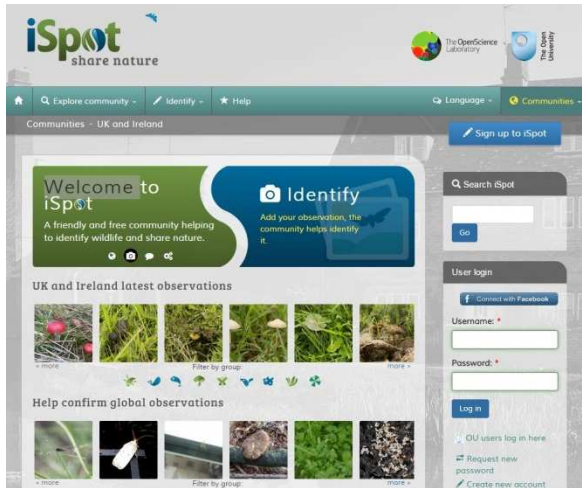 iSpot
share nature
The OpenScience
Laboratory
The Open
University
Explore community
Identify
Help
Language
Communities
Communities - UK and Ireland
Sign up to iSpot
Welcome to
iSpot
A friendly and free community helping
to identify wildlife and share nature.
Identify
Add your observation, the
community helps identify
it.
Search iSpot
Go
UK and Ireland latest observations
« more
Filter by group:
more »
User login
f Connect with Facebook
Username: *
Password: *
Log in
OU users log in here
Request new
password
Create new account
Help confirm global observations
« more
Filter by group:
more »